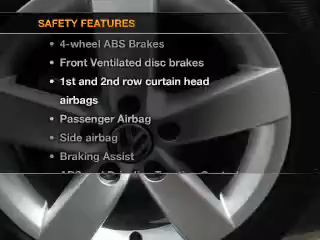 SAFETY FEATURES
• 4-wheel ABS Brakes
• Front Ventilated disc brakes
• 1st and 2nd row curtain head
airbags
• Passenger Airbag
• Side airbag
• Braking Assist